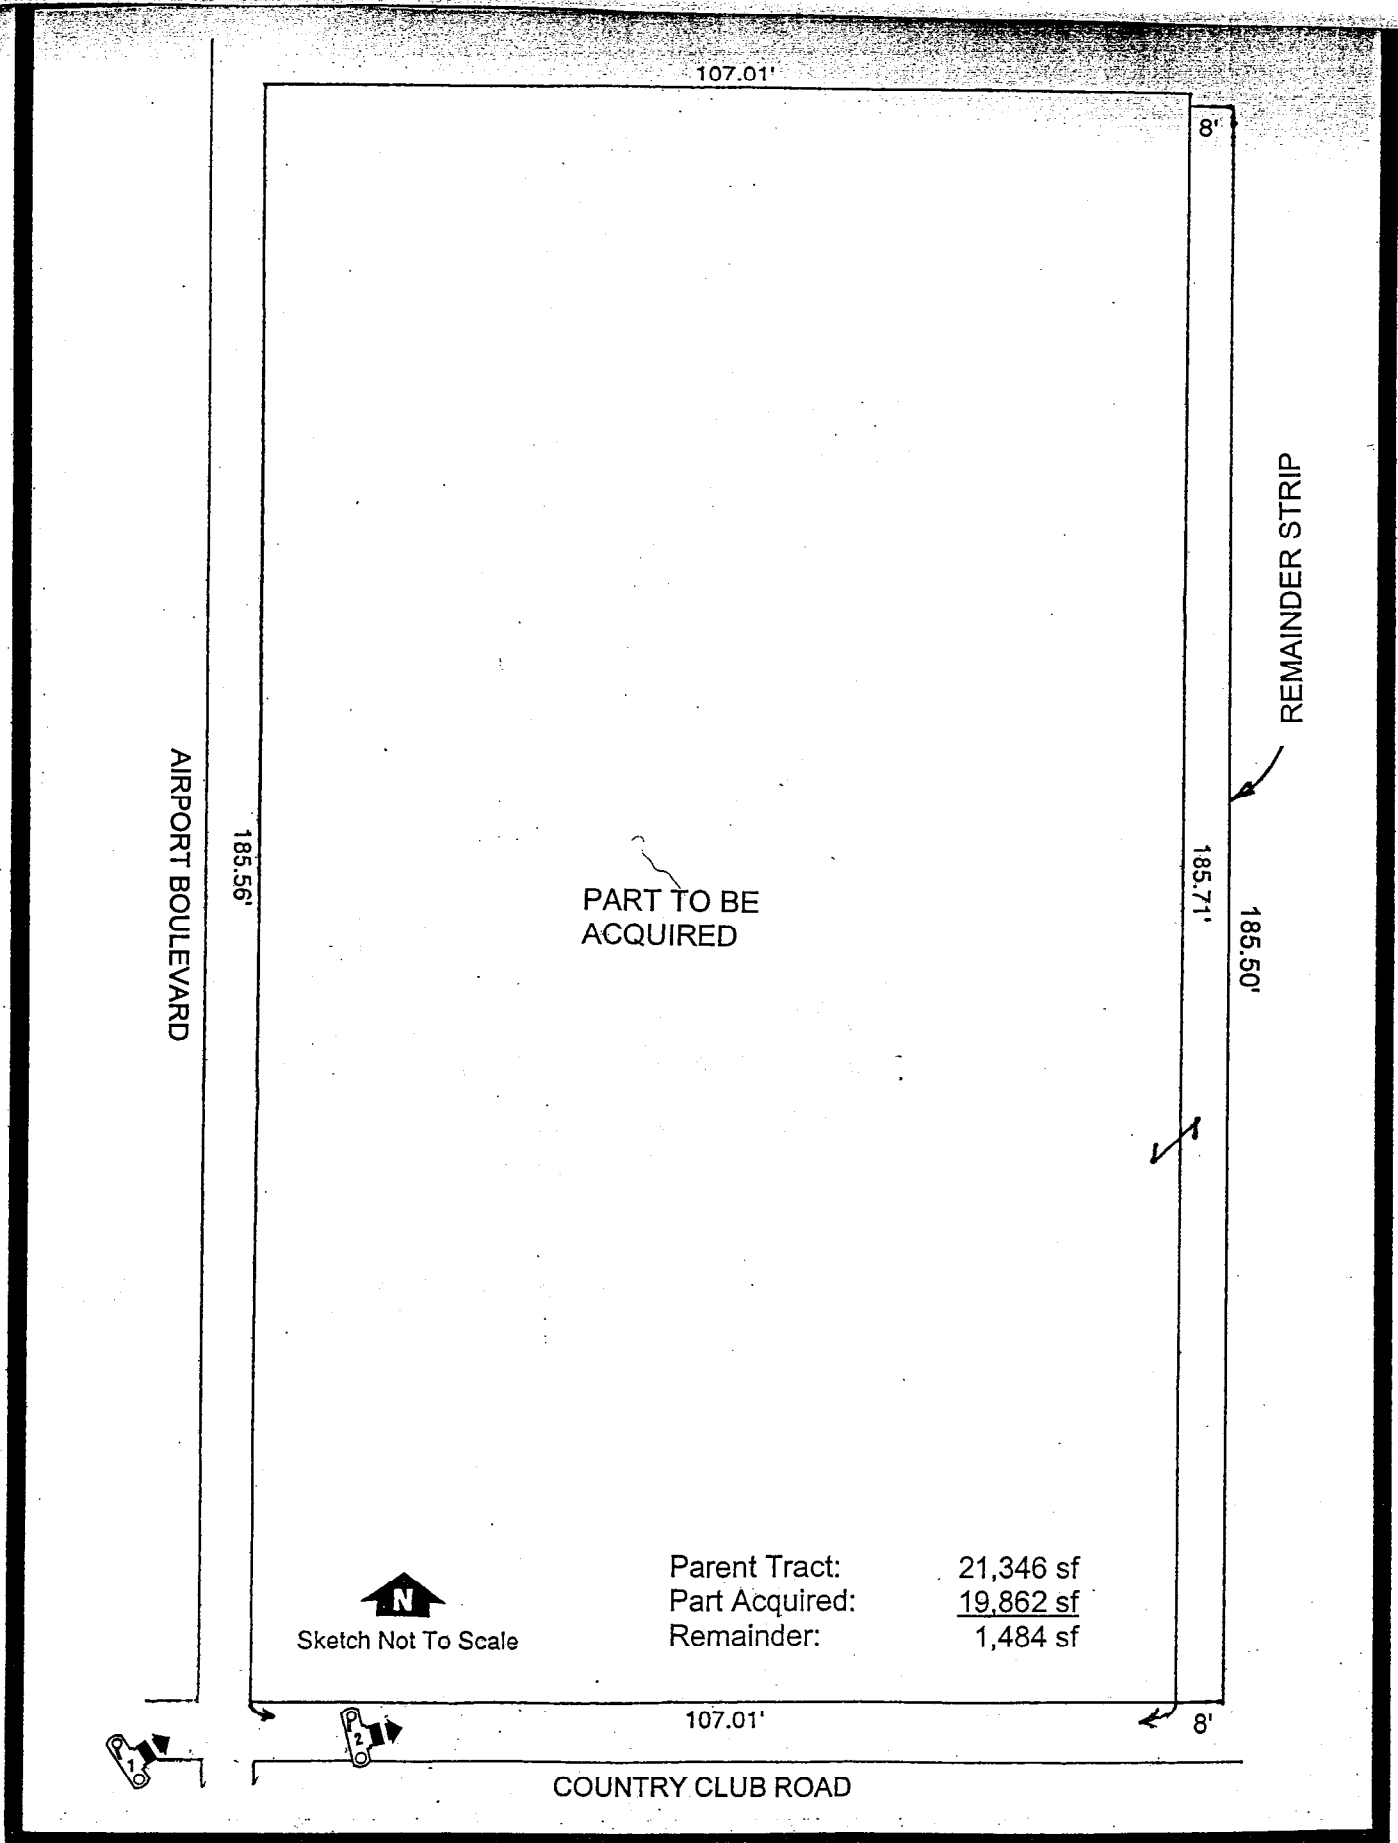 107.01'
8'
REMAINDER STRIP
AIRPORT BOULEVARD
185.56'
185.71'
185.50'
PART TO BE
ACQUIRED
Parent Tract: 21,346 sf
Part Acquired: 19,862 sf
Remainder: 1,484 sf
N
Sketch Not To Scale
107.01'
8'
1
2
COUNTRY CLUB ROAD